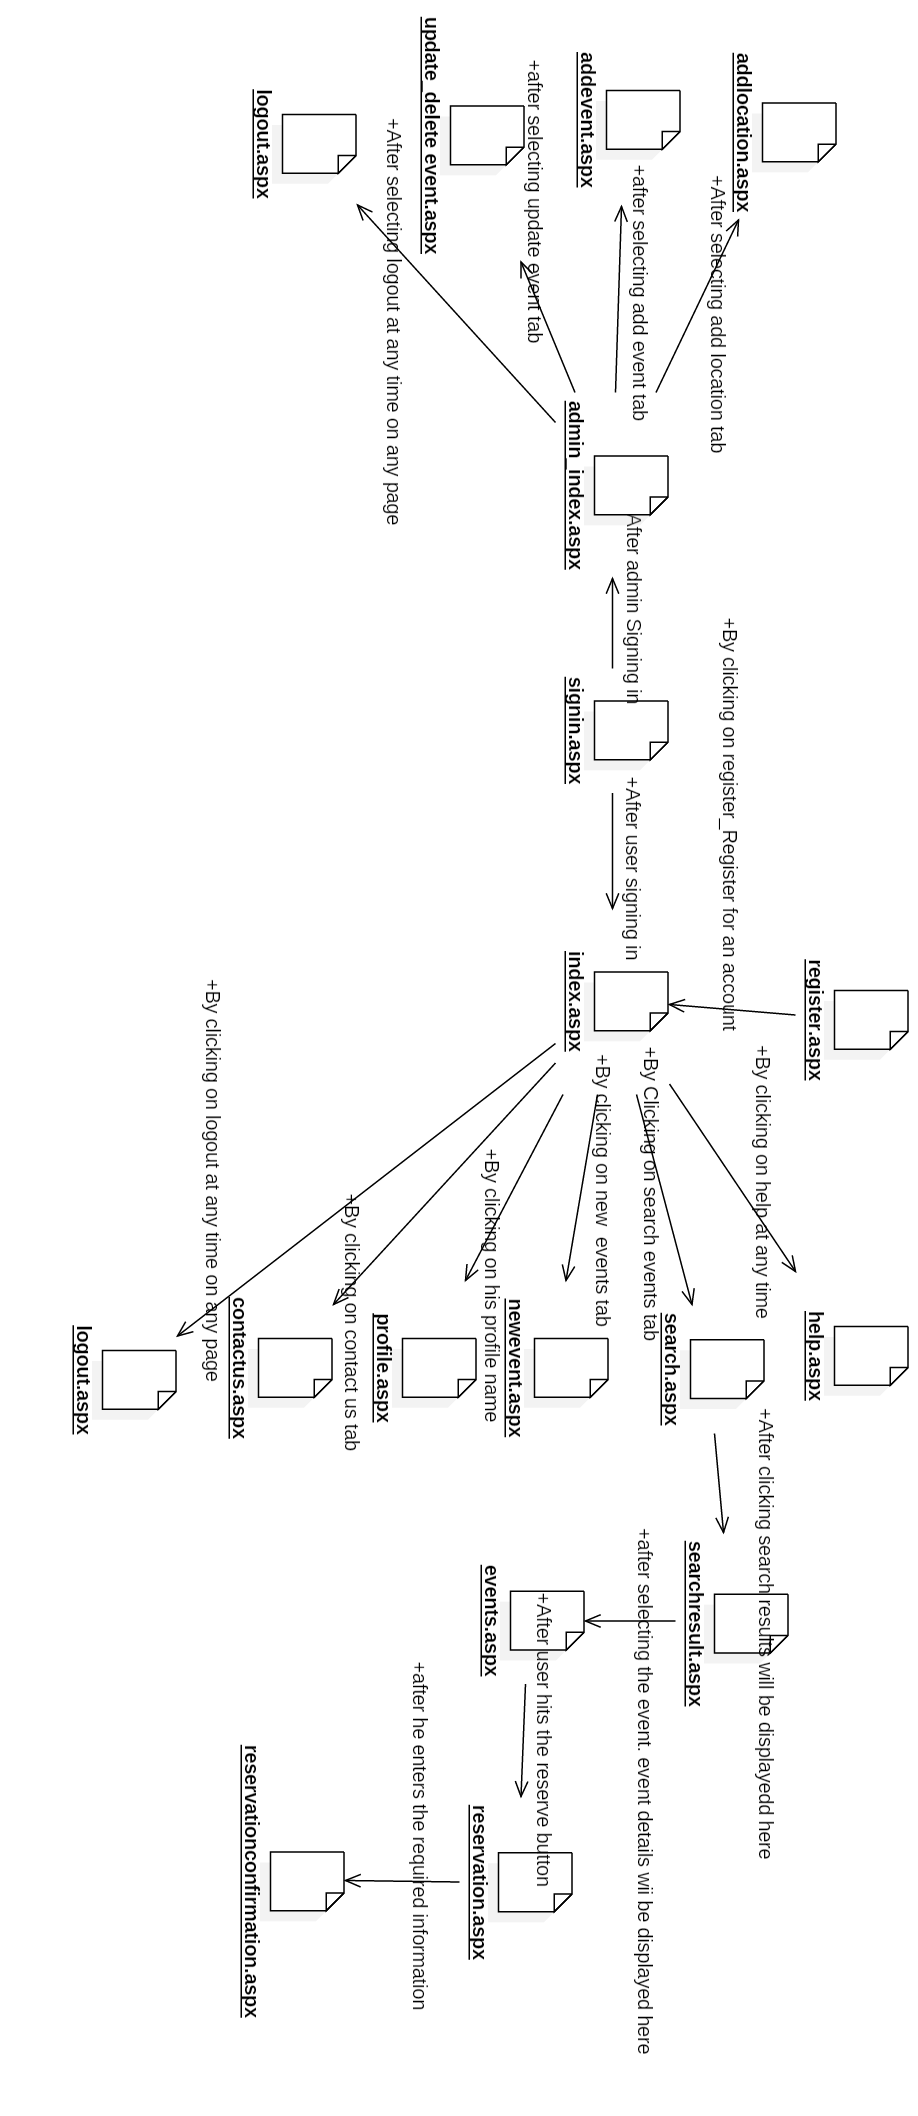 register.aspx
help.aspx
+By clicking on register_Register for an account
+By clicking on help at any time
addlocation.aspx
+After selecting add location tab
+After clicking search results will be displayedd here
searchresult.aspx
search.aspx
addevent.aspx
+after selecting add event tab
After admin Signing in
+After user signing in
+By Clicking on search events tab
+after selecting the event. event details wii be displayed here
+By clicking on new events tab
admin_index.aspx
signin.aspx
index.aspx
+after selecting update event tab
+After user hits the reserve button
newevent.aspx
events.aspx
reservation.aspx
+By clicking on his profile name
update_delete event.aspx
+After selecting logout at any time on any page
+after he enters the required information
profile.aspx
+By clicking on contact us tab
logout.aspx
contactus.aspx
reservationconfirmation.aspx
+By clicking on logout at any time on any page
logout.aspx